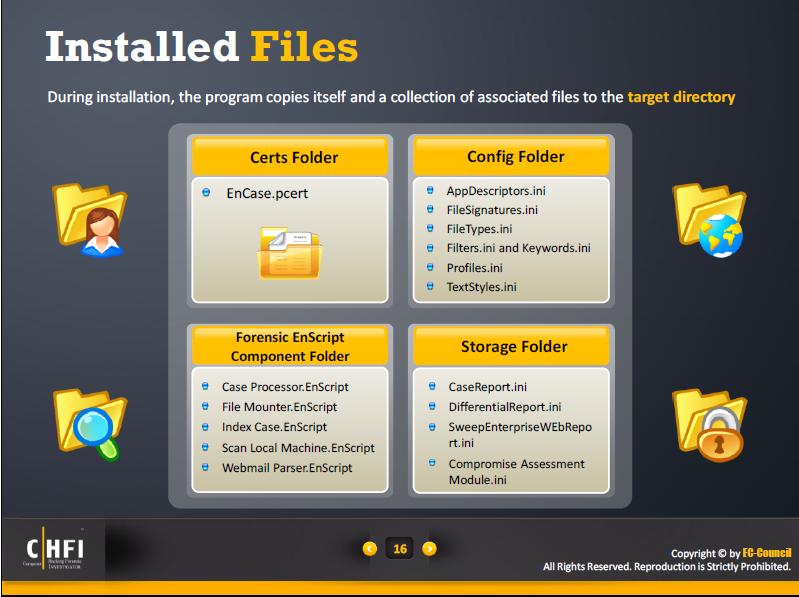 Installed Files
During installation, the program copies itself and a collection of associated files to the target directory
Certs Folder
EnCase.pcert
Config Folder
AppDescriptors.ini
FileSignatures.ini
FileTypes.ini
Filters.ini and Keywords.ini
Profiles.ini
TextStyles.ini
Forensic EnScript
Component Folder
Case Processor.EnScript
File Mounter.EnScript
Index Case.EnScript
Scan Local Machine.EnScript
Webmail Parser.EnScript
Storage Folder
CaseReport.ini
DifferentialReport.ini
SweepEnterpriseWEbRepo
rt.ini
Compromise Assessment
Module.ini
CHFI
Computer
Hacking Forensic
INVESTIGATOR
16
Copyright © by EC-Council
All Rights Reserved. Reproduction is Strictly Prohibited.